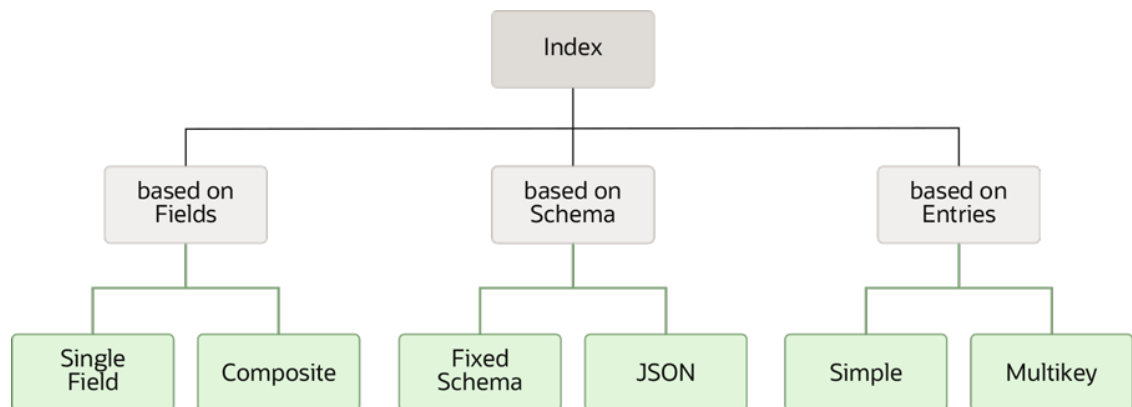 Index
based on
Fields
based on
Schema
based on
Entries
Single
Field
Composite
Fixed
Schema
JSON
Simple
Multikey